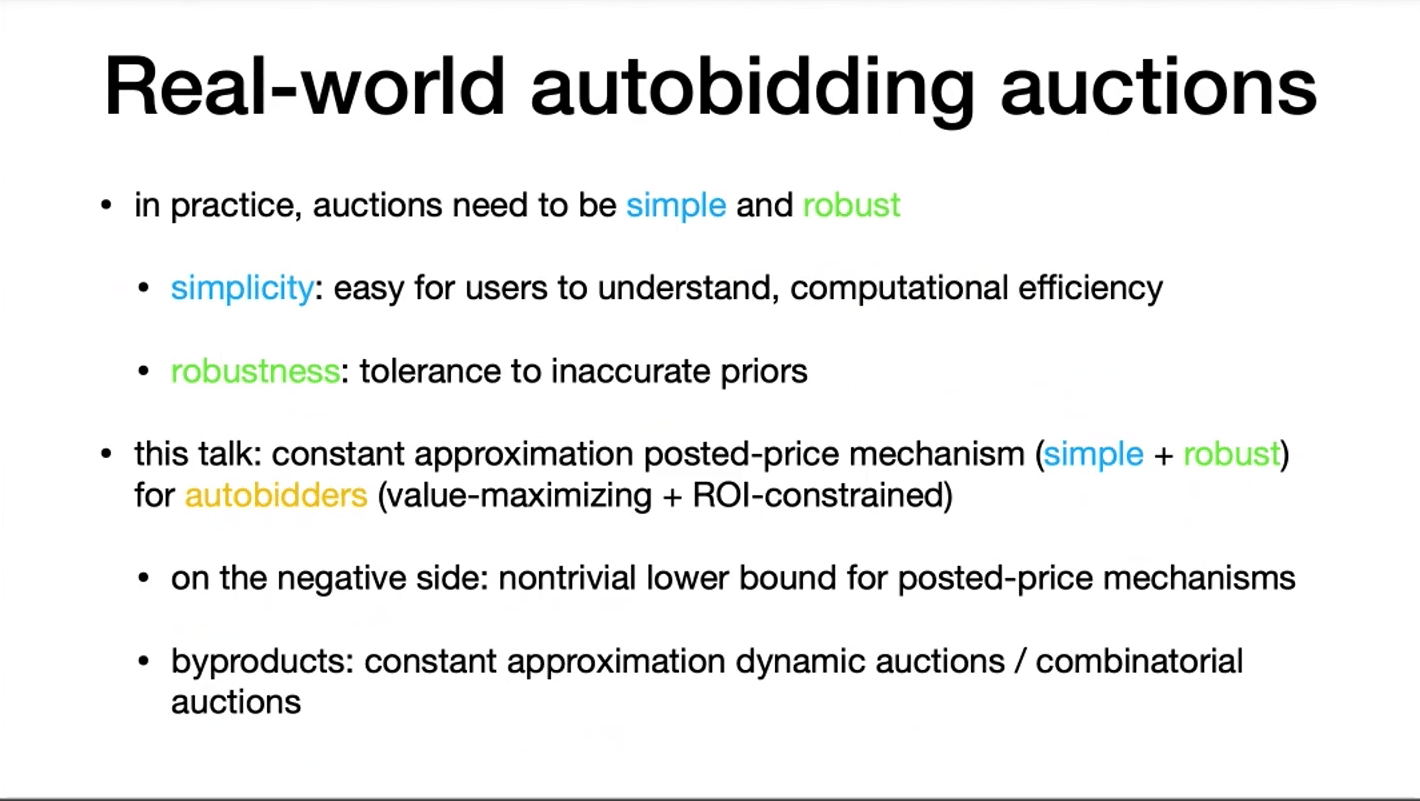 Real-world autobidding auctions
• in practice, auctions need to be simple and robust
• simplicity: easy for users to understand, computational efficiency
• robustness: tolerance to inaccurate priors
• this talk: constant approximation posted-price mechanism (simple + robust)
for autobidders (value-maximizing + ROI-constrained)
• on the negative side: nontrivial lower bound for posted-price mechanisms
• byproducts: constant approximation dynamic auctions / combinatorial
auctions